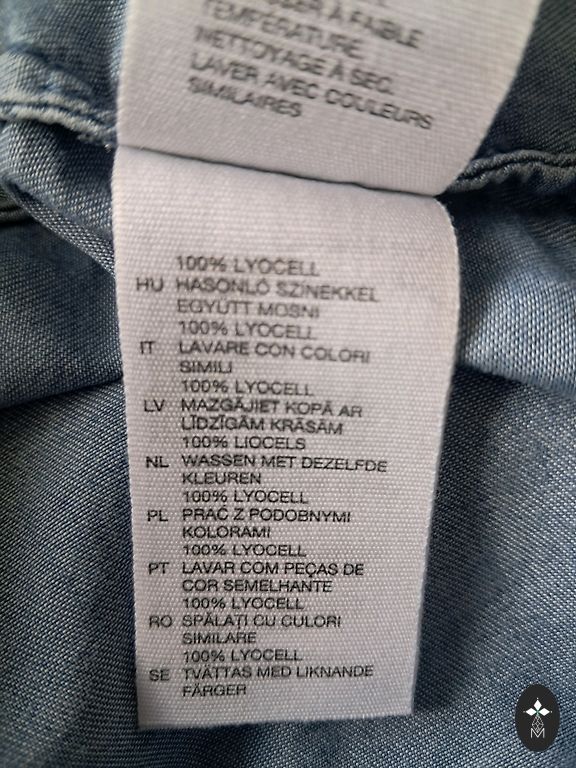 À FAIBLE
TEMPÉRATURE.
NETTOYAGE À SEC.
LAVER AVEC COULEURS
SIMILAIRES
100% LYOCELL
HU HASONLÓ SZÍNEKKEL
EGYÜTT MOSNI
100% LYOCELL
IT LAVARE CON COLORI
SIMILI
100% LYOCELL
LV MAZGĀJIET KOPĀ AR
LĪDZĪGĀM KRĀSĀM
100% LIOCELS
NL WASSEN MET DEZELFDE
KLEUREN
100% LYOCELL
PL PRAĆ Z PODOBNYMI
KOLORAMI
100% LYOCELL
PT LAVAR COM PEÇAS DE
COR SEMELHANTE
100% LYOCELL
RO SPĂLAȚI CU CULORI
SIMILARE
100% LYOCELL
SE TVÄTTAS MED LIKNANDE
FÄRGER
M